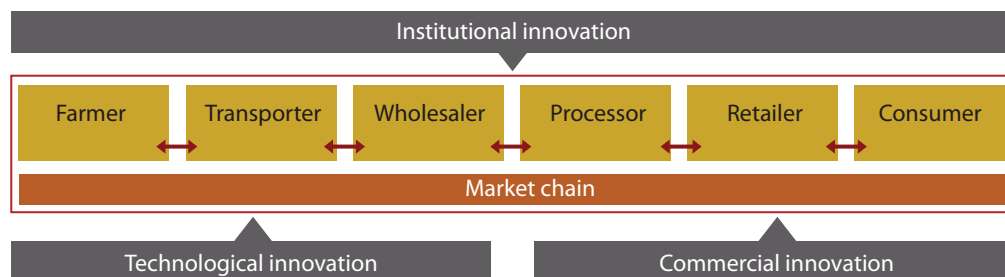 Institutional innovation
Farmer Transporter Wholesaler Processor Retailer Consumer
Market chain
Technological innovation Commercial innovation